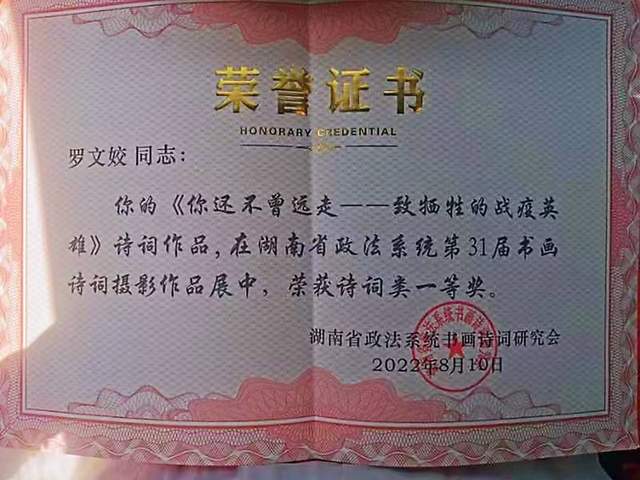 荣誉证书
HONORARY CREDENTIAL
罗文姣 同志：
你的《你还不曾远走——致牺牲的战疫英
雄》诗词作品，在湖南省政法系统第31届书画
诗词摄影作品展中，荣获诗词类一等奖。
湖南省政法系统书画诗词研究会
2022年8月10日